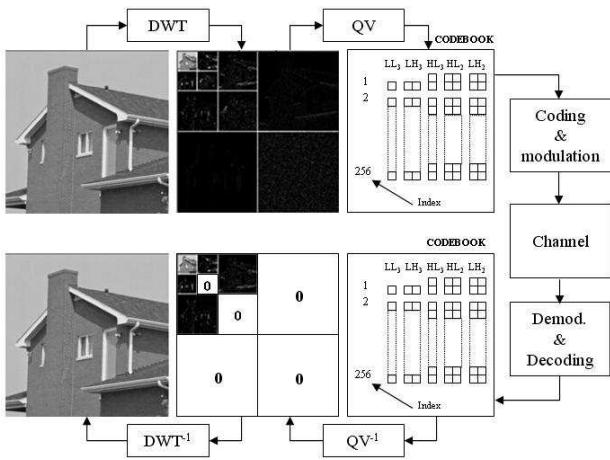 DWT
QV
CODEBOOK
LL3 LH3 HL3 HL2 LH2
1
2
256
Index
Coding
&
modulation
Channel
Demod.
&
Decoding
CODEBOOK
LL3 LH3 HL3 HL2 LH2
1
2
256
Index
0
0
0
0
0
DWT-1
QV-1